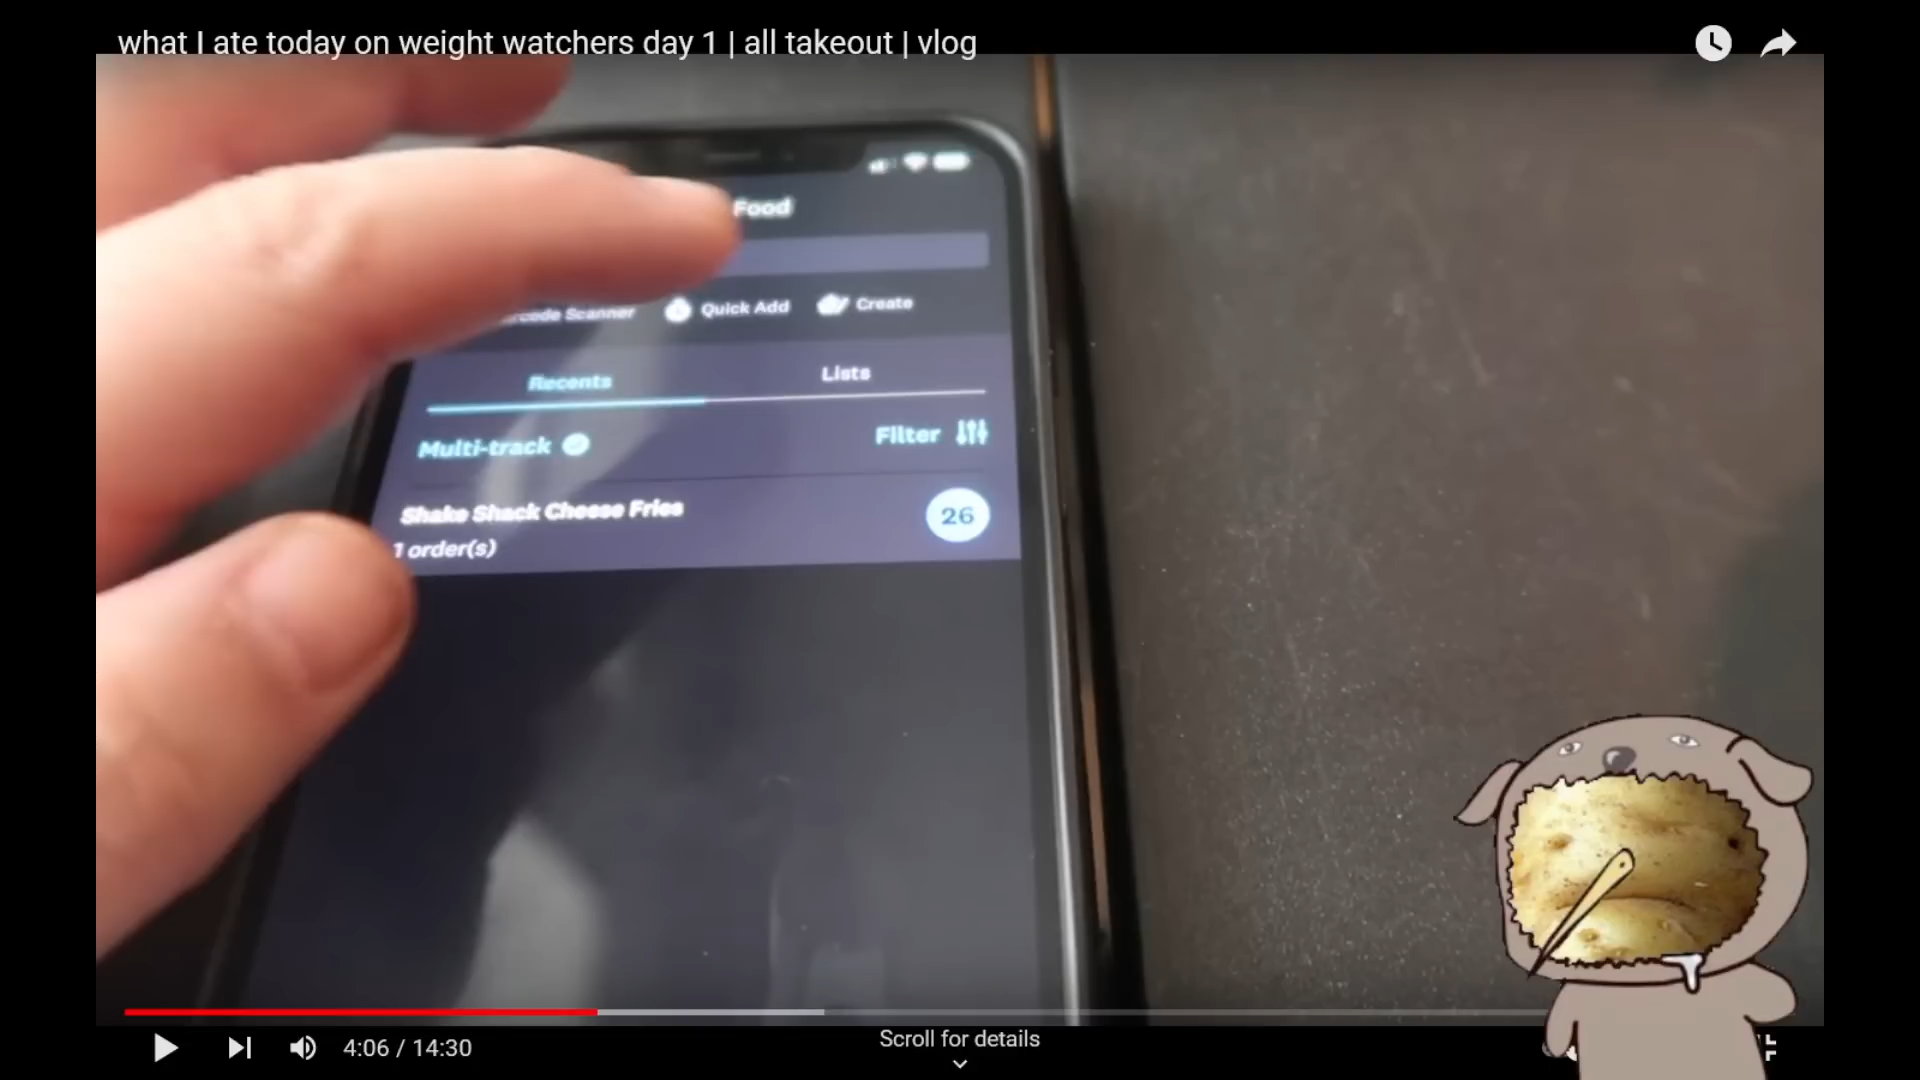 what I ate today on weight watchers day 1 | all takeout | vlog
Food
Scanner
Quick Add
Create
Recents
Lists
Multi-track
Filter
Shake Shack Cheese Fries
26
1 order(s)
4:06 / 14:30
Scroll for details